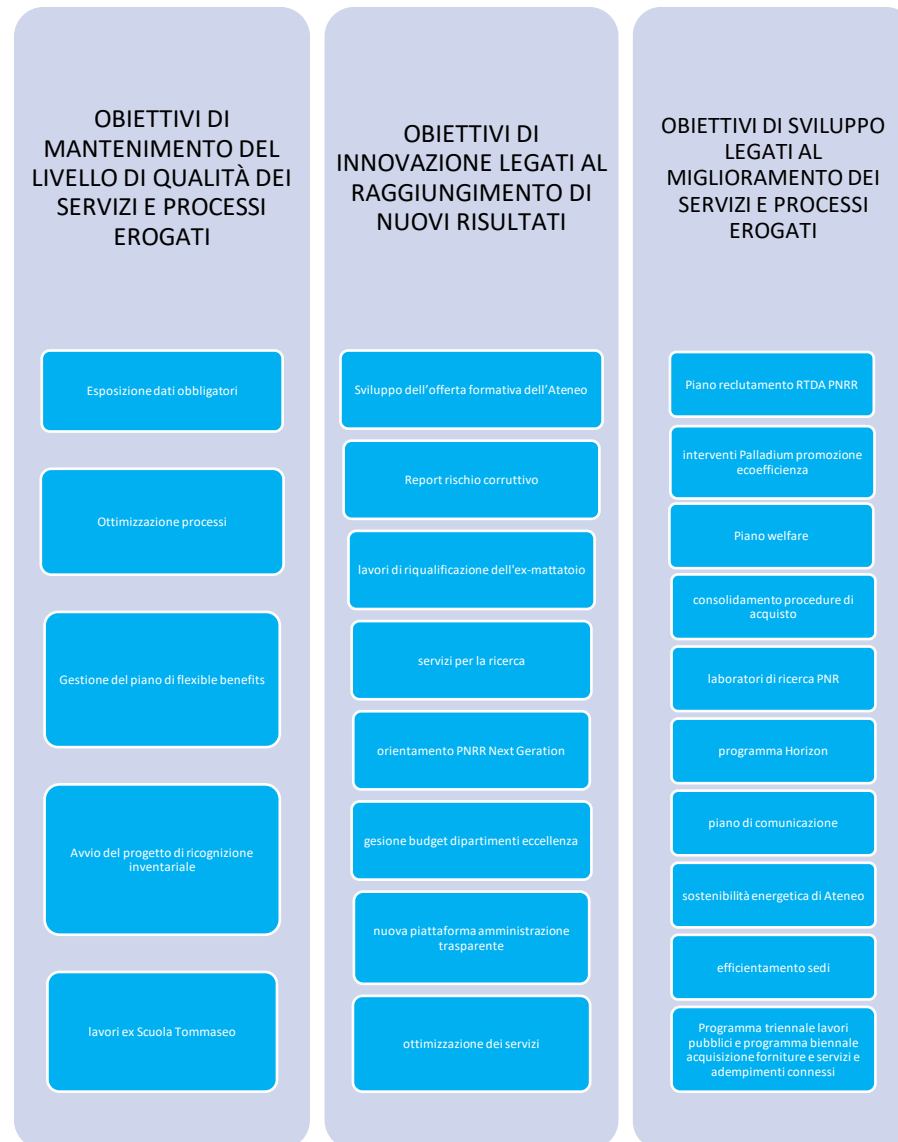 OBIETTIVI DI
MANTENIMENTO DEL
LIVELLO DI QUALITÀ DEI
SERVIZI E PROCESSI
EROGATI
Esposizione dati obbligatori
Ottimizzazione processi
Gestione del piano di flexible benefits
Avvio del progetto di ricognizione
inventariale
lavori ex Scuola Tommaseo
OBIETTIVI DI
INNOVAZIONE LEGATI AL
RAGGIUNGIMENTO DI
NUOVI RISULTATI
Sviluppo dell’offerta formativa dell’Ateneo
Report rischio corruttivo
lavori di riqualificazione dell'ex-mattatoio
servizi per la ricerca
orientamento PNRR Next Geration
gesione budget dipartimenti eccellenza
nuova piattaforma amministrazione
trasparente
ottimizzazione dei servizi
OBIETTIVI DI SVILUPPO
LEGATI AL
MIGLIORAMENTO DEI
SERVIZI E PROCESSI
EROGATI
Piano reclutamento RTDA PNRR
interventi Palladium promozione
ecoefficienza
Piano welfare
consolidamento procedure di
acquisto
laboratori di ricerca PNR
programma Horizon
piano di comunicazione
sostenibilità energetica di Ateneo
efficientamento sedi
Programma triennale lavori
pubblici e programma biennale
acquisizione forniture e servizi e
adempimenti connessi